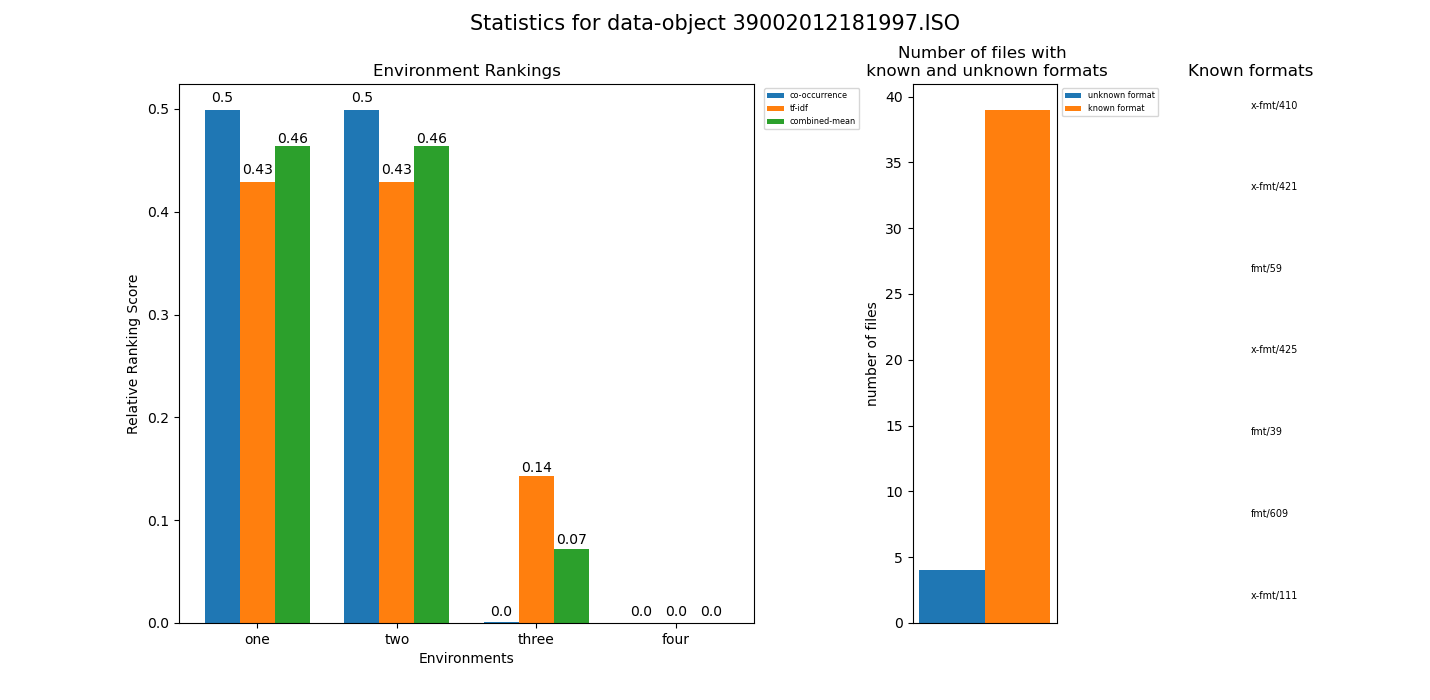 Statistics for data-object 39002012181997.ISO
Environment Rankings
0.5
0.4
0.3
0.2
0.1
0.0
Relative Ranking Score
0.5
0.43
0.46
0.5
0.43
0.46
0.0
0.14
0.07
0.0
0.0
0.0
one
two
three
four
Environments
co-occurrence
tf-idf
combined-mean
Number of files with
known and unknown formats
40
35
30
25
20
15
10
5
0
number of files
unknown format
known format
Known formats
x-fmt/410
x-fmt/421
fmt/59
x-fmt/425
fmt/39
fmt/609
x-fmt/111